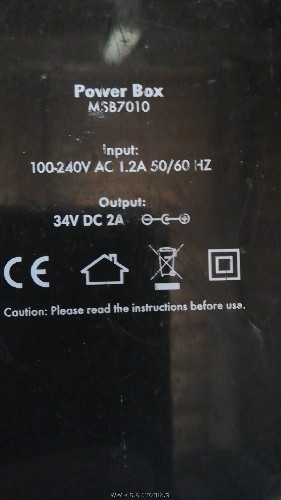 Power Box
MSB7010
Input:
100-240V AC 1.2A 50/60 HZ
Output:
34V DC 2A
CE
Caution: Please read the instructions before use.